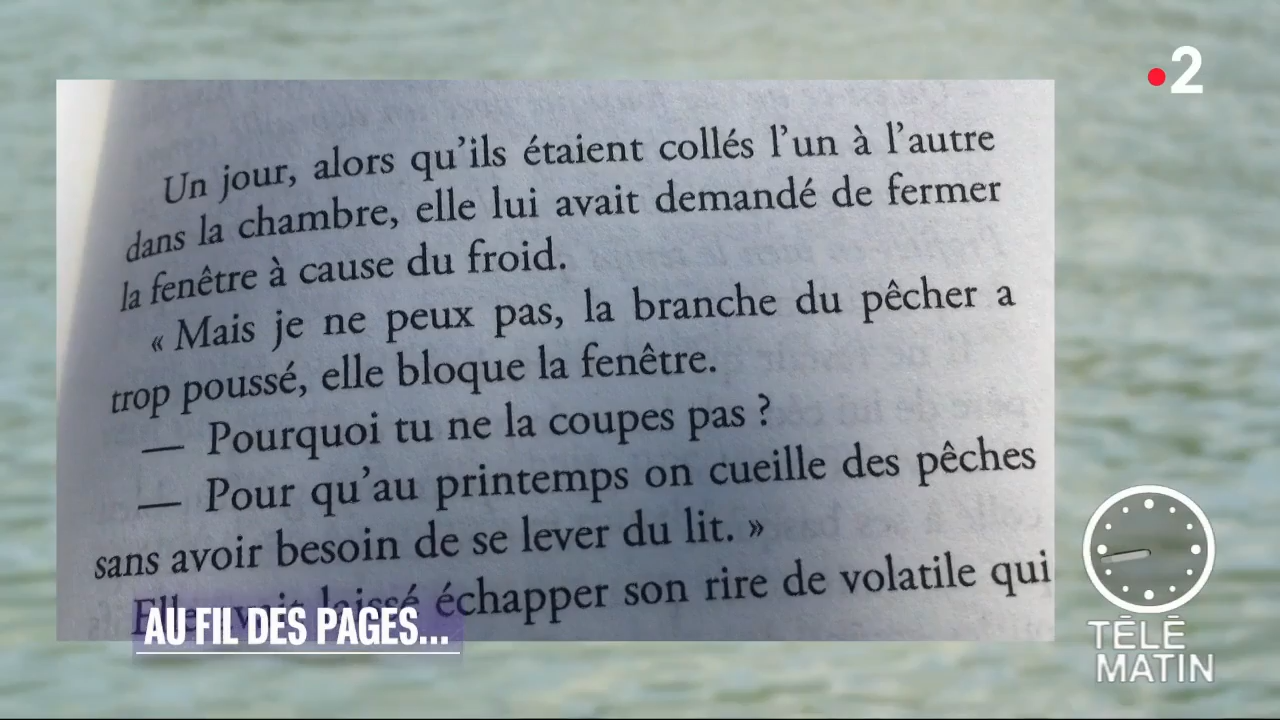 2
Un jour, alors qu'ils étaient collés l'un à l'autre
dans la chambre, elle lui avait demandé de fermer
la fenêtre à cause du froid.
« Mais je ne peux pas, la branche du pêcher a
trop poussé, elle bloque la fenêtre.
— Pourquoi tu ne la coupes pas ?
— Pour qu'au printemps on cueille des pêches
sans avoir besoin de se lever du lit. »
Elle avait laissé échapper son rire de volatile qui
AU FIL DES PAGES...
TÉLÉ
MATIN